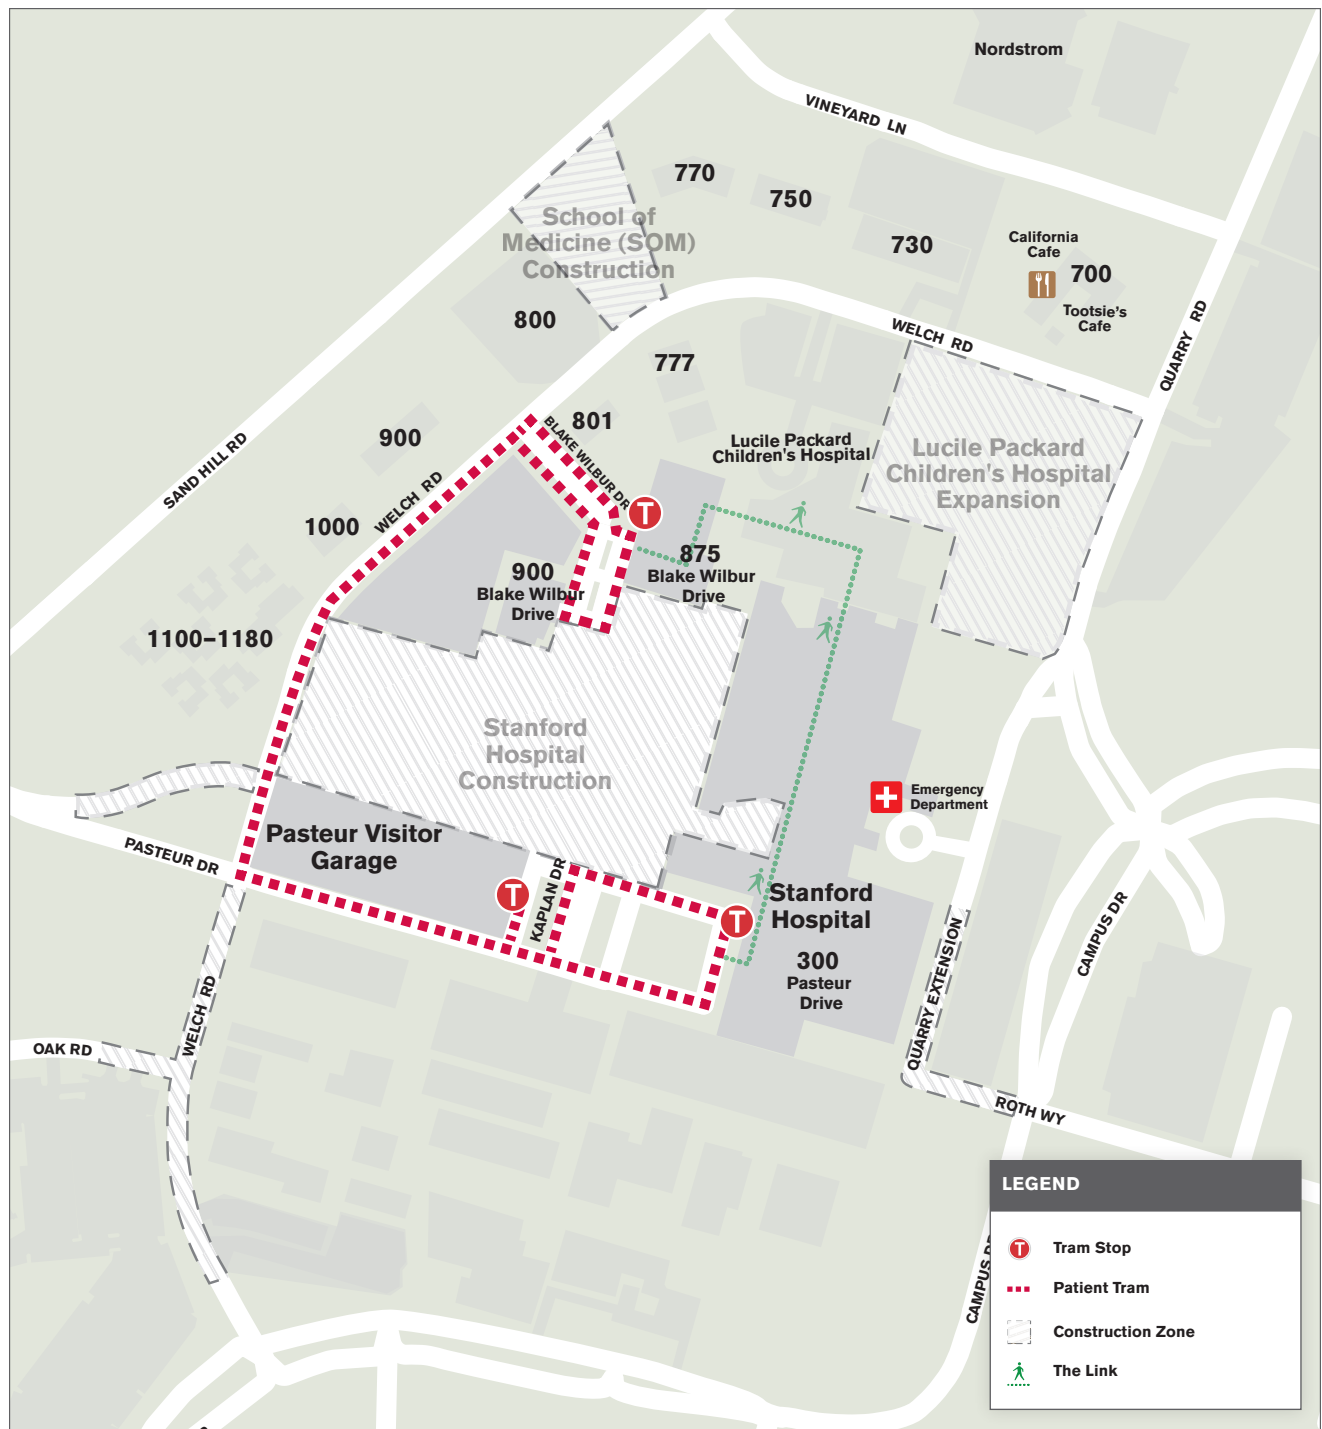 Nordstrom
VINEYARD LN
770
750
730
School of
Medicine (SOM)
Construction
California
Cafe
700
Tootsie's
Cafe
QUARRY RD
800
WELCH RD
777
801
BLAKE WILBUR DR
900
SAND HILL RD
WELCH RD
1000
Lucile Packard
Children's Hospital
Lucile Packard
Children's Hospital
Expansion
T
875
Blake Wilbur
Drive
900
Blake Wilbur
Drive
1100–1180
Stanford
Hospital
Construction
Emergency
Department
Pasteur Visitor
Garage
PASTEUR DR
T
KAPLAN DR
T
Stanford
Hospital
300
Pasteur
Drive
QUARRY EXTENSION
CAMPUS DR
WELCH RD
OAK RD
ROTH WY
CAMPUS DR
LEGEND
T Tram Stop
Patient Tram
Construction Zone
The Link